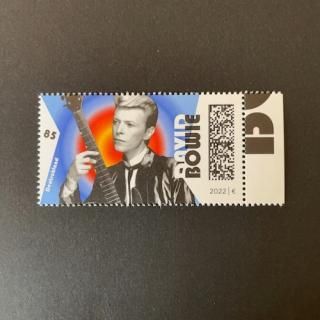 85
Deutschland
DAVID
BOWIE
2022 | €